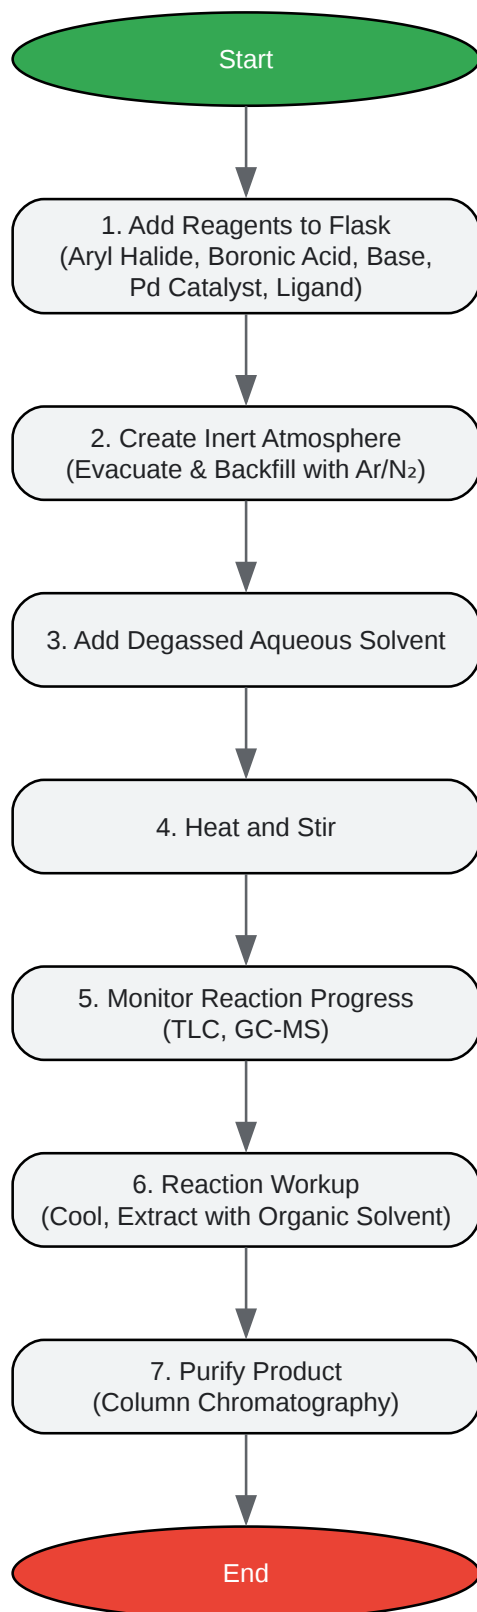 Start
1. Add Reagents to Flask
(Aryl Halide, Boronic Acid, Base,
Pd Catalyst, Ligand)
2. Create Inert Atmosphere
(Evacuate & Backfill with Ar/N₂)
3. Add Degassed Aqueous Solvent
4. Heat and Stir
5. Monitor Reaction Progress
(TLC, GC-MS)
6. Reaction Workup
(Cool, Extract with Organic Solvent)
7. Purify Product
(Column Chromatography)
End